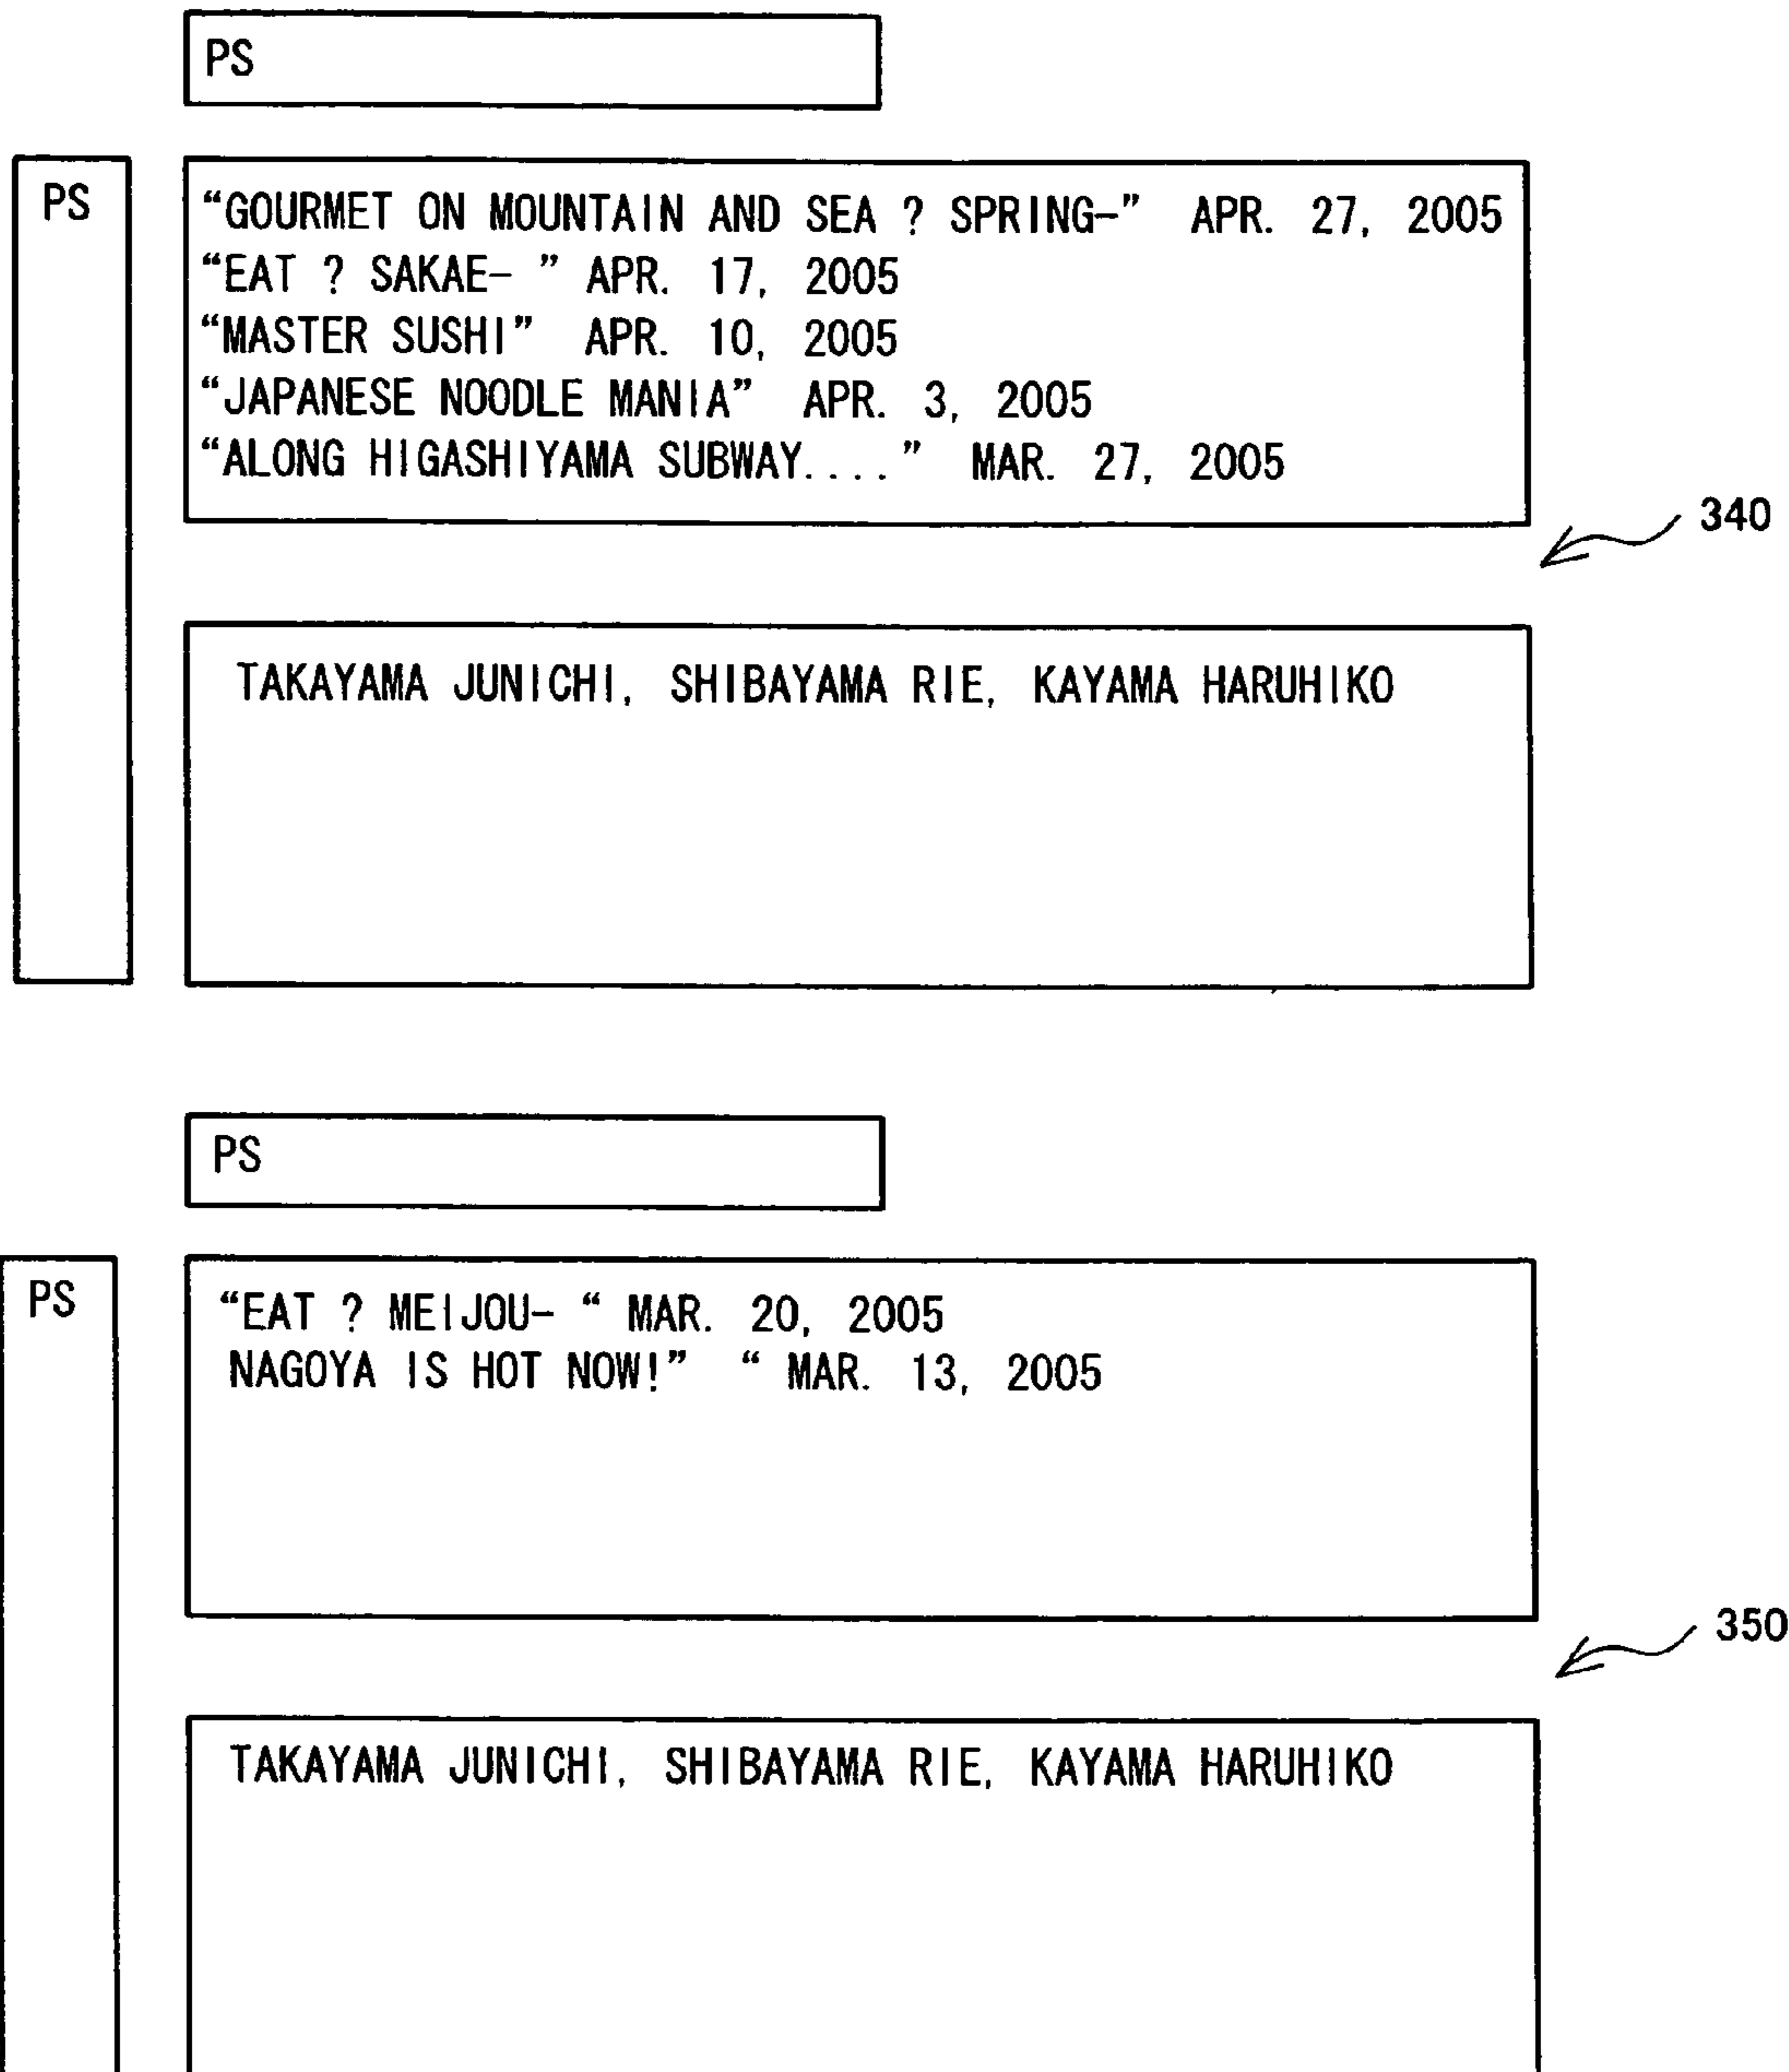 PS
PS
“GOURMET ON MOUNTAIN AND SEA ? SPRING-” APR. 27, 2005
“EAT ? SAKAE- ” APR. 17, 2005
“MASTER SUSHI” APR. 10, 2005
“JAPANESE NOODLE MANIA” APR. 3, 2005
“ALONG HIGASHIYAMA SUBWAY....” MAR. 27, 2005
340
TAKAYAMA JUNICHI, SHIBAYAMA RIE, KAYAMA HARUHIKO
PS
PS
“EAT ? MEIJOU- “ MAR. 20, 2005
NAGOYA IS HOT NOW!” “ MAR. 13, 2005
350
TAKAYAMA JUNICHI, SHIBAYAMA RIE, KAYAMA HARUHIKO